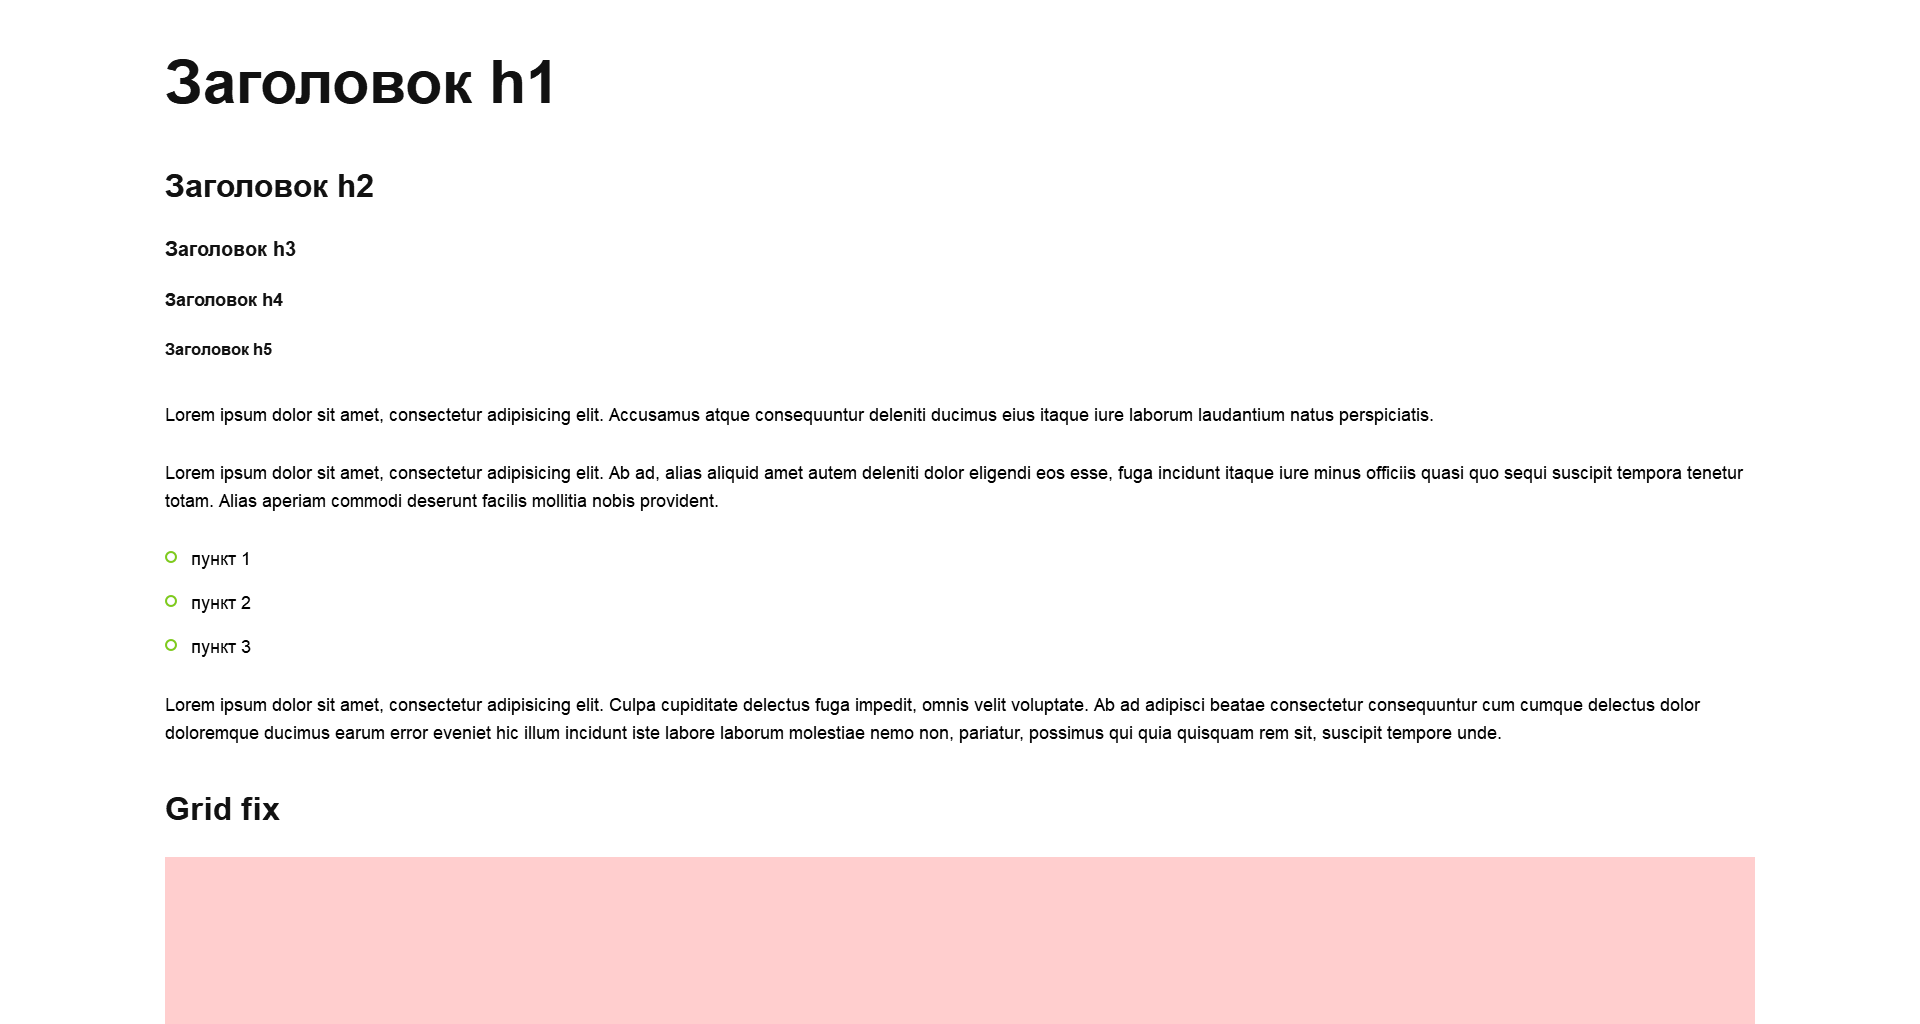 Заголовок h1
Заголовок h2
Заголовок h3
Заголовок h4
Заголовок h5
Lorem ipsum dolor sit amet, consectetur adipisicing elit. Accusamus atque consequuntur deleniti ducimus eius itaque iure laborum laudantium natus perspiciatis.
Lorem ipsum dolor sit amet, consectetur adipisicing elit. Ab ad, alias aliquid amet autem deleniti dolor eligendi eos esse, fuga incidunt itaque iure minus officiis quasi quo sequi suscipit tempora tenetur
totam. Alias aperiam commodi deserunt facilis mollitia nobis provident.
пункт 1
пункт 2
пункт 3
Lorem ipsum dolor sit amet, consectetur adipisicing elit. Culpa cupiditate delectus fuga impedit, omnis velit voluptate. Ab ad adipisci beatae consectetur consequuntur cum cumque delectus dolor
doloremque ducimus earum error eveniet hic illum incidunt iste labore laborum molestiae nemo non, pariatur, possimus qui quia quisquam rem sit, suscipit tempore unde.
Grid fix